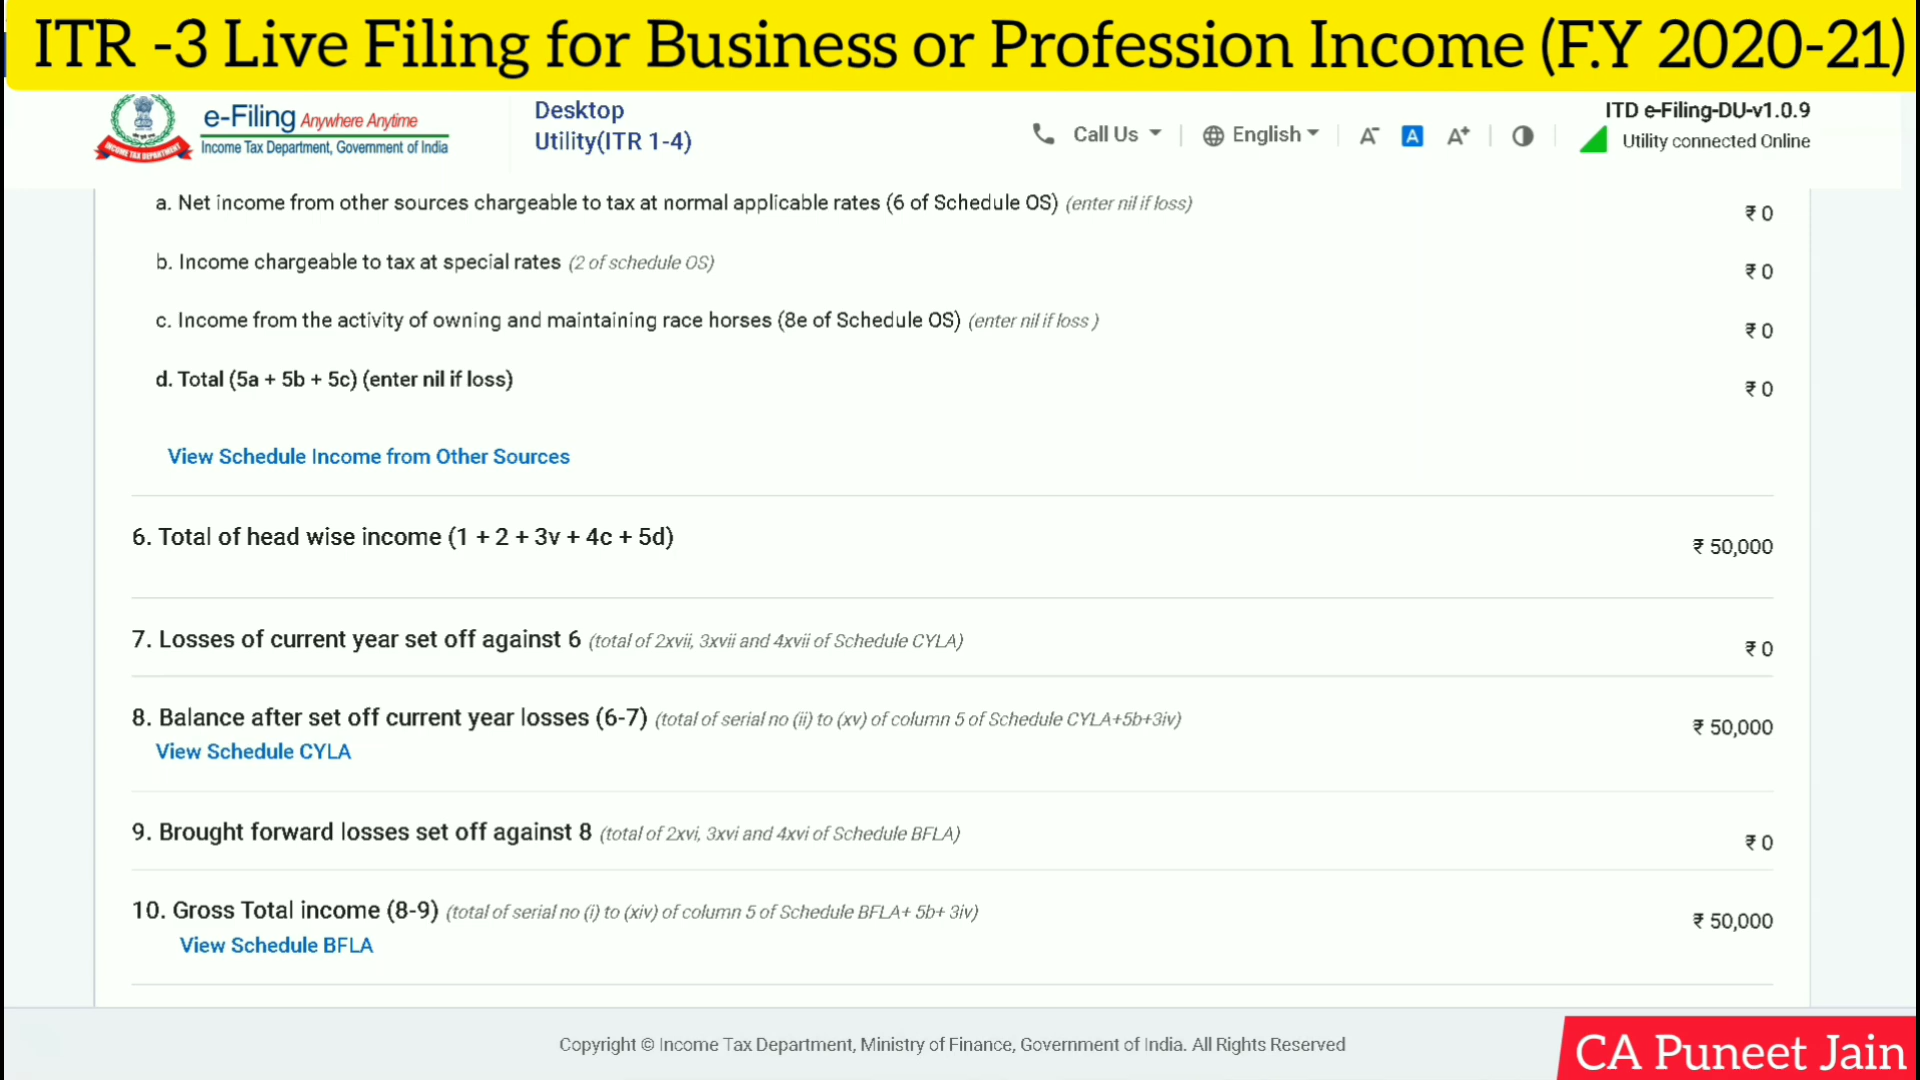 ITR -3 Live Filing for Business or Profession Income (F.Y 2020-21)
e-Filing Anywhere Anytime
Income Tax Department, Government of India
INCOME TAX DEPARTMENT
Desktop
Utility(ITR 1-4)
Call Us
English
A-
A
A+
ITD e-Filing-DU-v1.0.9
Utility connected Online
a. Net income from other sources chargeable to tax at normal applicable rates (6 of Schedule OS) (enter nil if loss)
₹ 0
b. Income chargeable to tax at special rates (2 of schedule OS)
₹ 0
c. Income from the activity of owning and maintaining race horses (8e of Schedule OS) (enter nil if loss )
₹ 0
d. Total (5a + 5b + 5c) (enter nil if loss)
₹ 0
View Schedule Income from Other Sources
6. Total of head wise income (1 + 2 + 3v + 4c + 5d)
₹ 50,000
7. Losses of current year set off against 6 (total of 2xvii, 3xvii and 4xvii of Schedule CYLA)
₹ 0
8. Balance after set off current year losses (6-7) (total of serial no (ii) to (xv) of column 5 of Schedule CYLA+5b+3iv)
₹ 50,000
View Schedule CYLA
9. Brought forward losses set off against 8 (total of 2xvi, 3xvi and 4xvi of Schedule BFLA)
₹ 0
10. Gross Total income (8-9) (total of serial no (i) to (xiv) of column 5 of Schedule BFLA+ 5b+ 3iv)
₹ 50,000
View Schedule BFLA
Copyright © Income Tax Department, Ministry of Finance, Government of India. All Rights Reserved
CA Puneet Jain